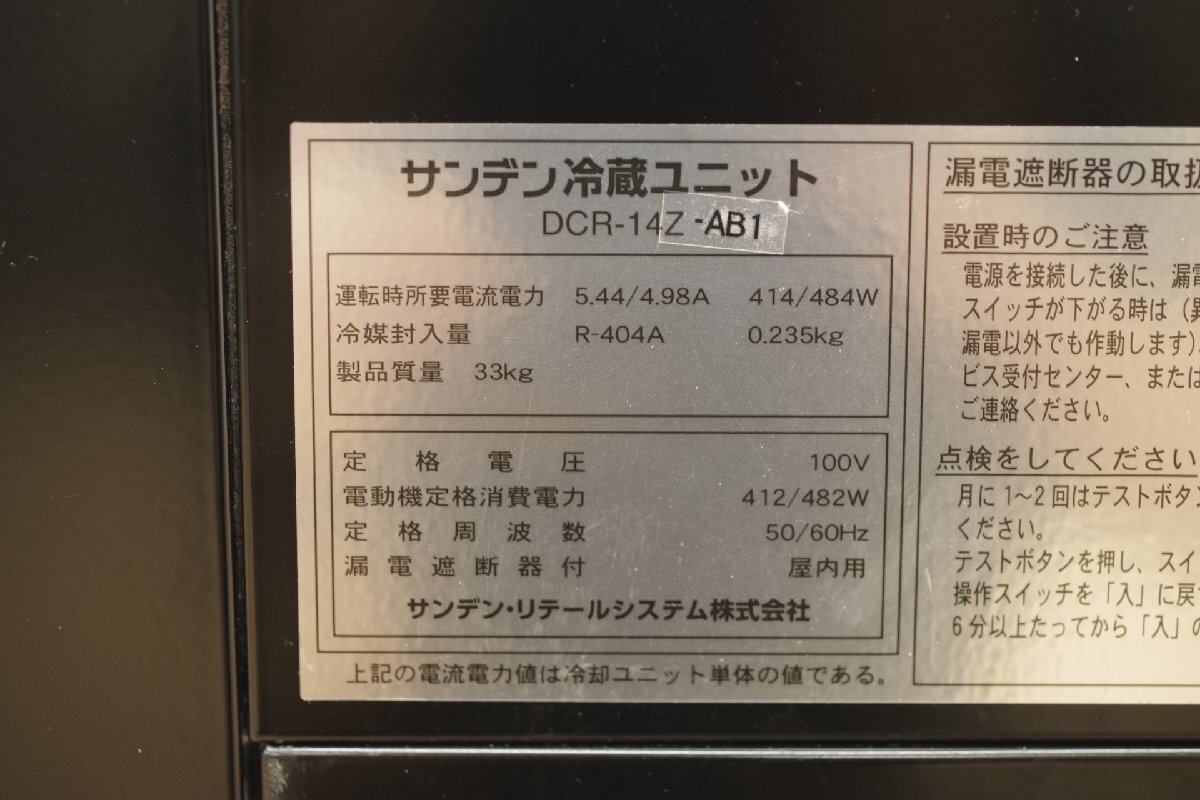 サンデン冷蔵ユニット
DCR-14Z -AB1
運転時所要電流電力 5.44/4.98A 414/484W
冷媒封入量 R-404A 0.235kg
製品質量 33kg
定格電圧 100V
電動機定格消費電力 412/482W
定格周波数 50/60Hz
漏電遮断器付 屋内用
サンデン・リテールシステム株式会社
上記の電流電力値は冷却ユニット単体の値である。
漏電遮断器の取扱
設置時のご注意
電源を接続した後に、漏電
スイッチが下がる時は（異
漏電以外でも作動します）
ビス受付センター、または
ご連絡ください。
点検をしてください
月に1〜2回はテストボタン
ください。
テストボタンを押し、スイ
操作スイッチを「入」に戻
6分以上たってから「入」の